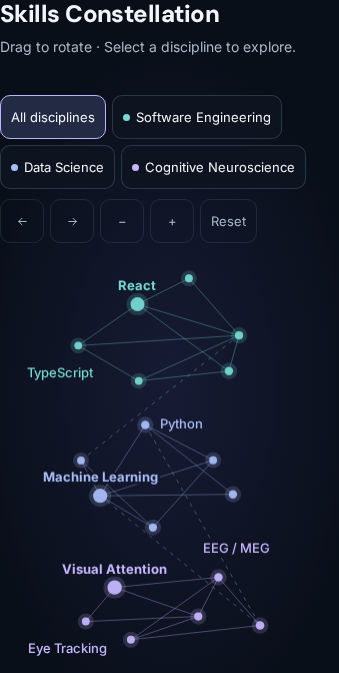 Skills Constellation
Drag to rotate · Select a discipline to explore.
All disciplines
Software Engineering
Data Science
Cognitive Neuroscience
← → − + Reset
React
TypeScript
Python
Machine Learning
EEG / MEG
Visual Attention
Eye Tracking